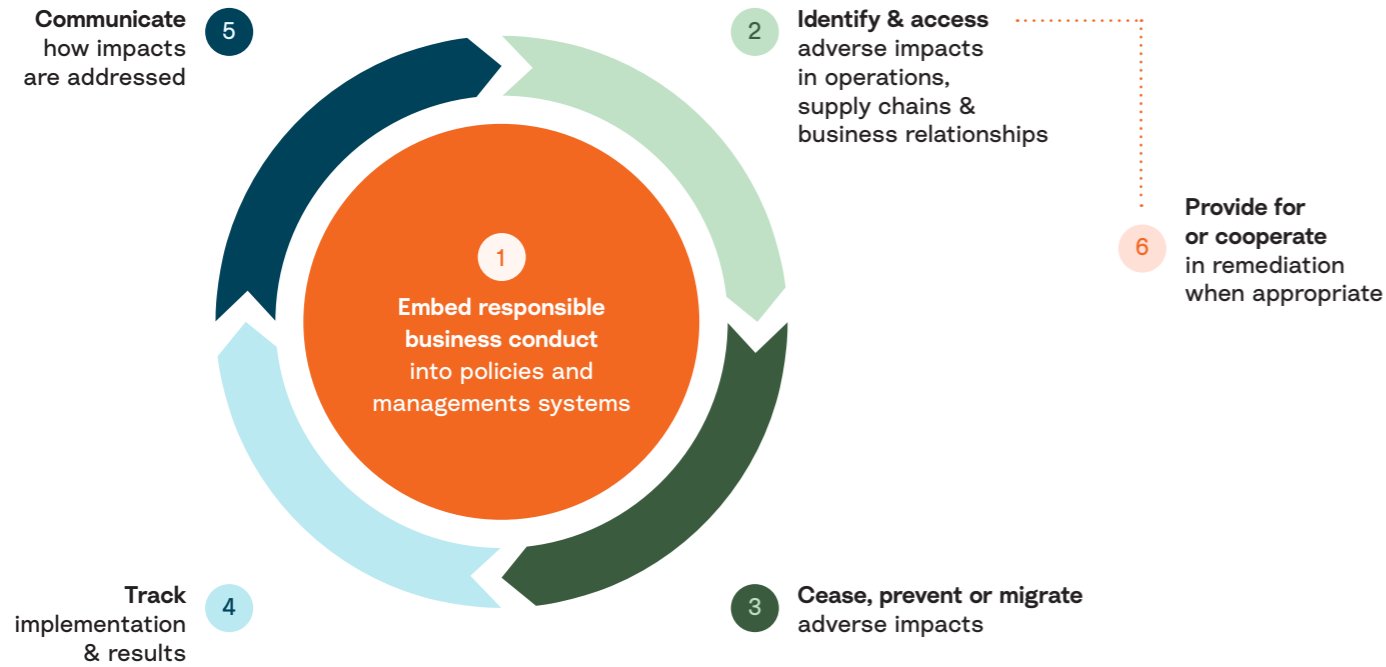 1
Embed responsible
business conduct
into policies and
managements systems
2
Identify & access
adverse impacts
in operations,
supply chains &
business relationships
3
Cease, prevent or migrate
adverse impacts
4
Track
implementation
& results
5
Communicate
how impacts
are addressed
6
Provide for
or cooperate
in remediation
when appropriate